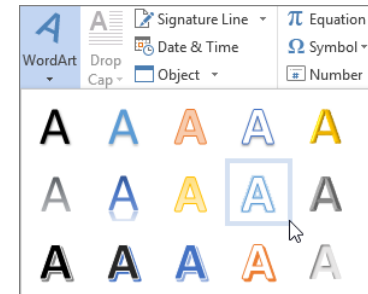 WordArt
Drop
Cap
Signature Line
Date & Time
Object
π Equation
Ω Symbol
# Number
A A A A A
A A A A A
A A A A A